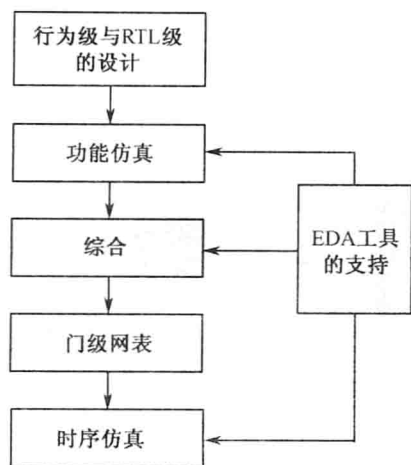 行为级与RTL级
的设计
功能仿真
综合
EDA工具
的支持
门级网表
时序仿真